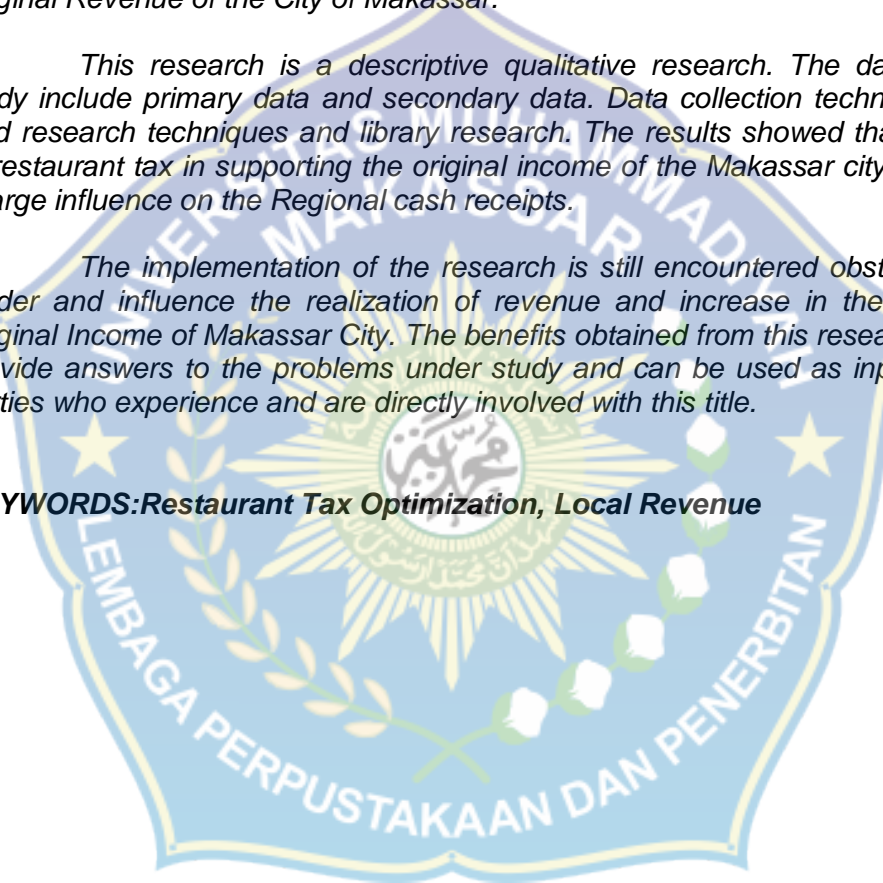 ginal Revenue of the City of Makassar.
This research is a descriptive qualitative research. The da
dy include primary data and secondary data. Data collection techn
d research techniques and library research. The results showed tha
restaurant tax in supporting the original income of the Makassar city
arge influence on the Regional cash receipts.
The implementation of the research is still encountered obst
der and influence the realization of revenue and increase in the
ginal Income of Makassar City. The benefits obtained from this resea
vide answers to the problems under study and can be used as inp
ties who experience and are directly involved with this title.
YWORDS:Restaurant Tax Optimization, Local Revenue
UNIVERSITAS MUHAMMADIYAH
MAKASSAR
محمدية
LEMBAGA PERPUSTAKAAN DAN PENERBITAN